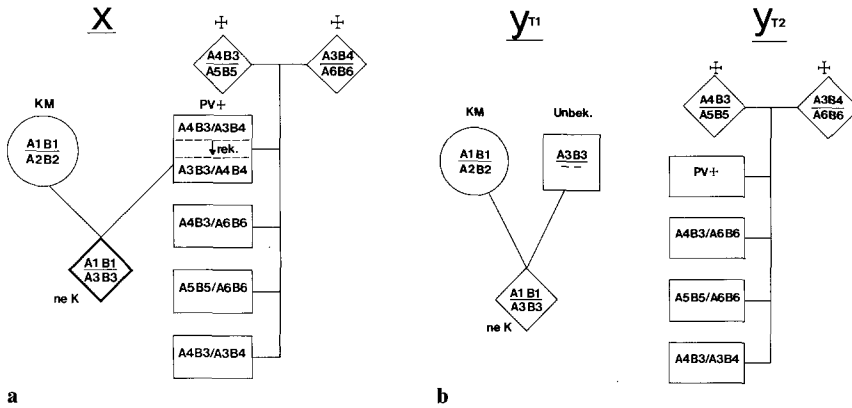 X
A4B3
A5B5
A3B4
A6B6
KM
A1B1
A2B2
PV
A4B3/A3B4
rek.
A3B3/A4B4
A4B3/A6B6
A1B1
A3B3
ne K
A5B5/A6B6
A4B3/A3B4
a
yT1
KM
A1B1
A2B2
Unbek.
A3B3
– –
A1B1
A3B3
ne K
b
yT2
A4B3
A5B5
A3B4
A6B6
PV
A4B3/A6B6
A5B5/A6B6
A4B3/A3B4